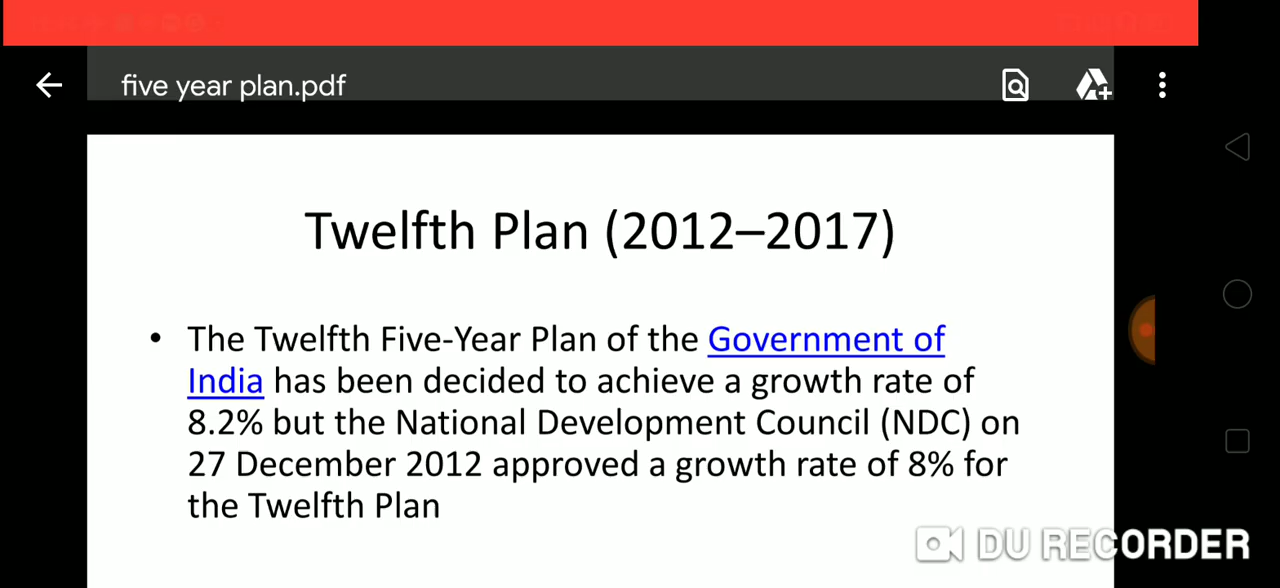 five year plan.pdf
Twelfth Plan (2012–2017)
• The Twelfth Five-Year Plan of the Government of
India has been decided to achieve a growth rate of
8.2% but the National Development Council (NDC) on
27 December 2012 approved a growth rate of 8% for
the Twelfth Plan
DU RECORDER